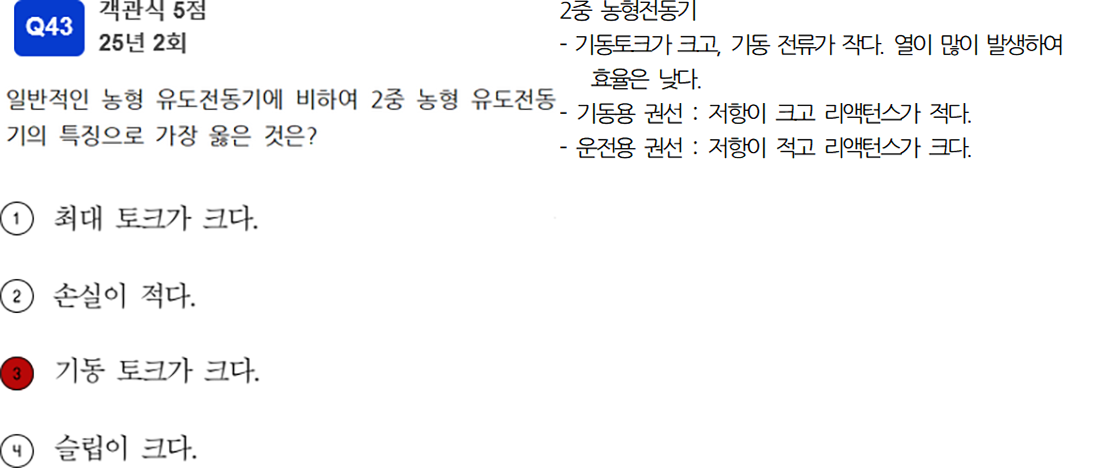 Q43
객관식 5점
25년 2회
일반적인 농형 유도전동기에 비하여 2중 농형 유도전동
기의 특징으로 가장 옳은 것은?
① 최대 토크가 크다.
② 손실이 적다.
③ 기동 토크가 크다.
④ 슬립이 크다.
2중 농형전동기
- 기동토크가 크고, 기동 전류가 작다. 열이 많이 발생하여
효율은 낮다.
- 기동용 권선 : 저항이 크고 리액턴스가 적다.
- 운전용 권선 : 저항이 적고 리액턴스가 크다.